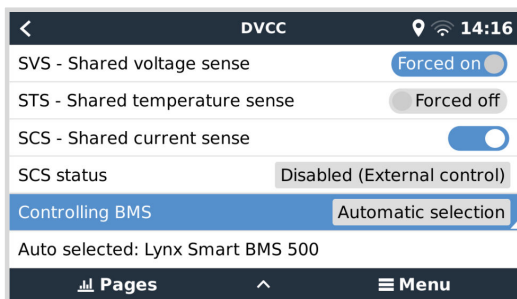 DVCC 14:16
SVS - Shared voltage sense Forced on
STS - Shared temperature sense Forced off
SCS - Shared current sense
SCS status Disabled (External control)
Controlling BMS Automatic selection
Auto selected: Lynx Smart BMS 500
Pages Menu